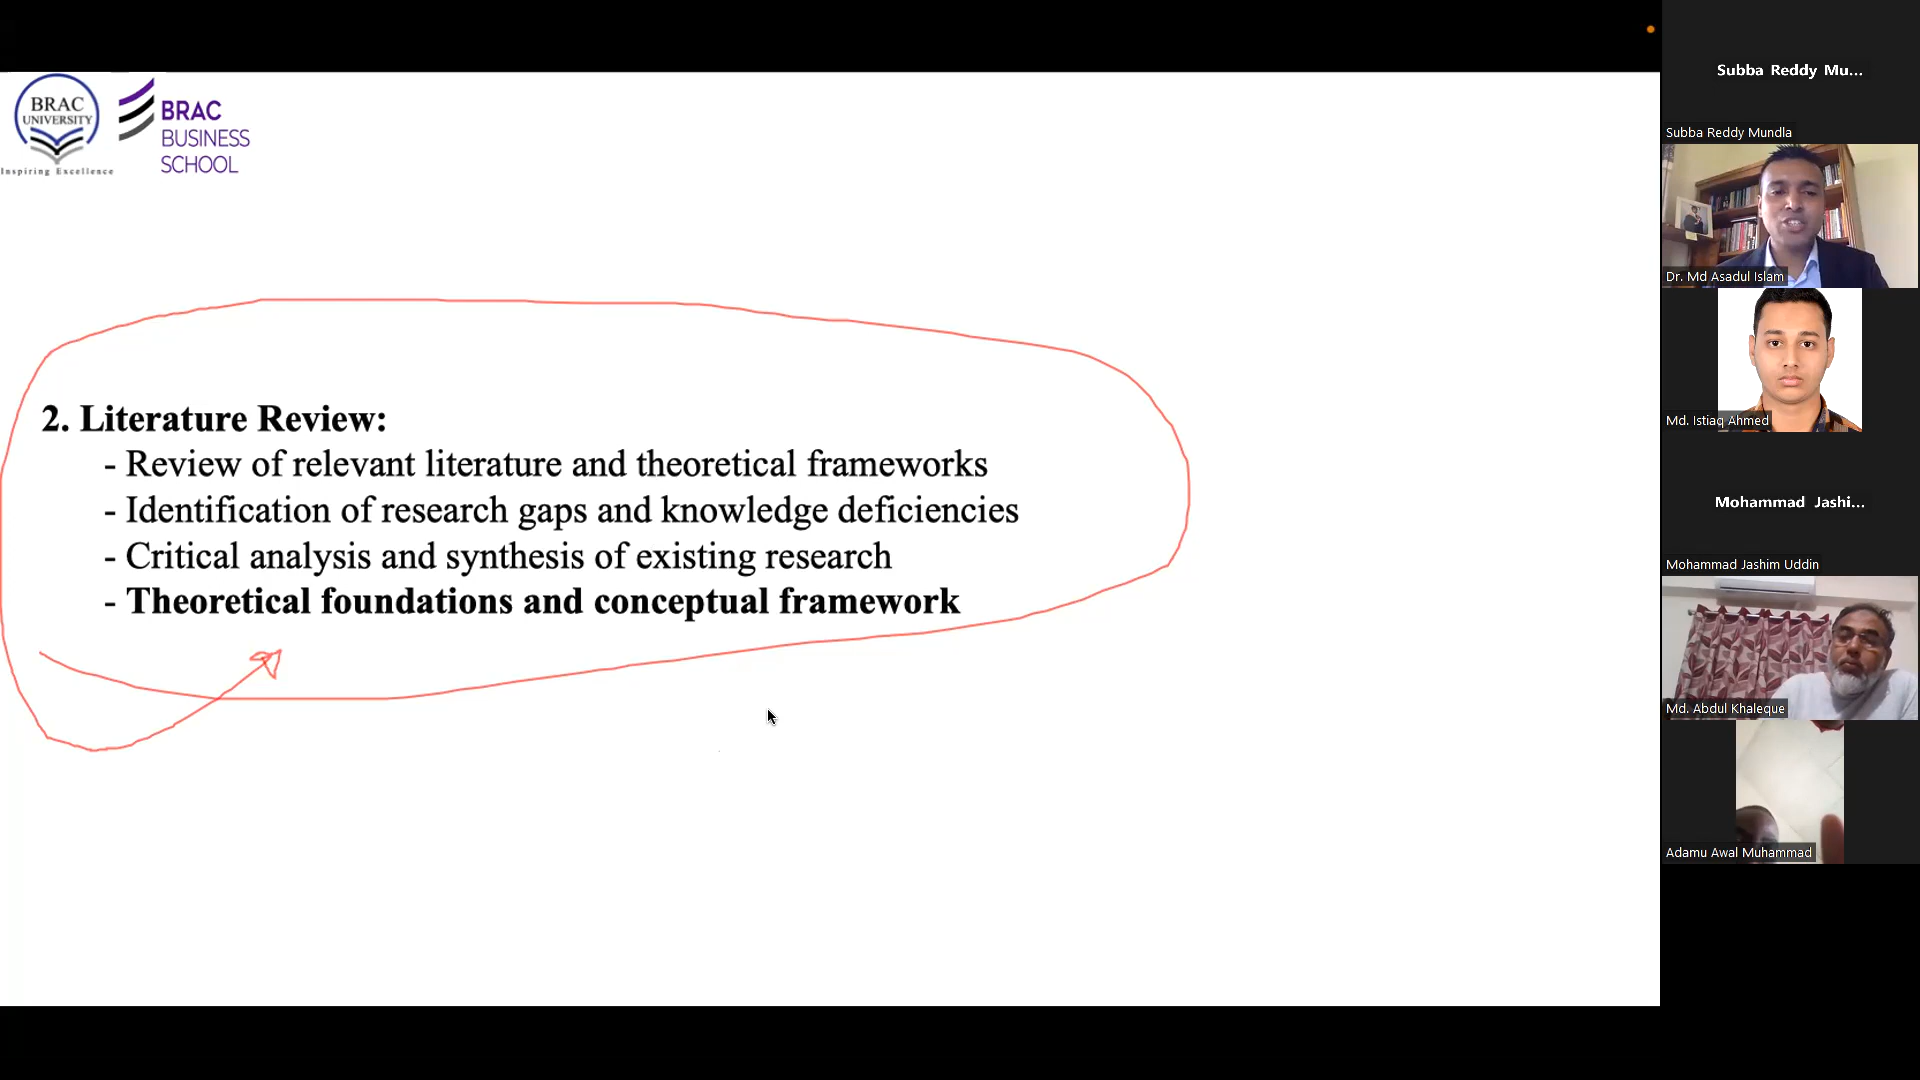 BRAC
UNIVERSITY
Inspiring Excellence
BRAC
BUSINESS
SCHOOL
2. Literature Review:
- Review of relevant literature and theoretical frameworks
- Identification of research gaps and knowledge deficiencies
- Critical analysis and synthesis of existing research
- Theoretical foundations and conceptual framework
Subba Reddy Mu...
Subba Reddy Mundla
Dr. Md Asadul Islam
Md. Istiaq Ahmed
Mohammad Jashi...
Mohammad Jashim Uddin
Md. Abdul Khaleque
Adamu Awal Muhammad